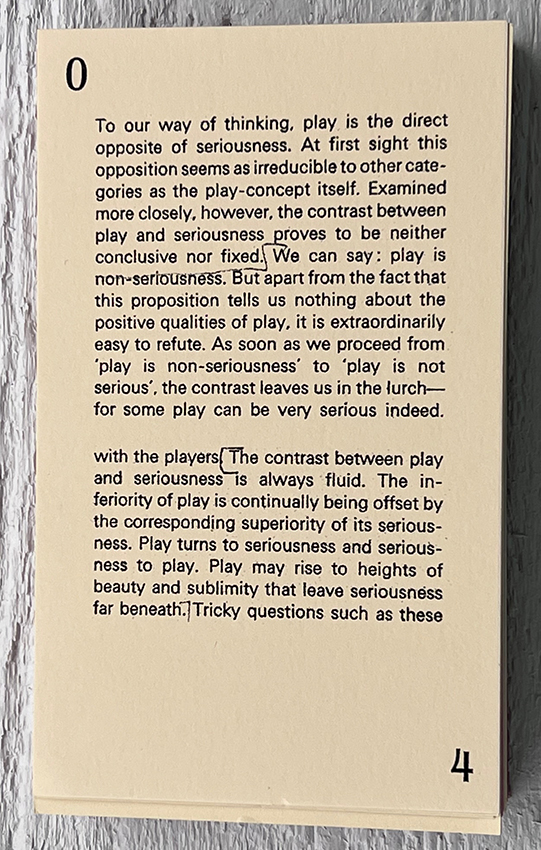 0
To our way of thinking, play is the direct
opposite of seriousness. At first sight this
opposition seems as irreducible to other cate-
gories as the play-concept itself. Examined
more closely, however, the contrast between
play and seriousness proves to be neither
conclusive nor fixed. We can say: play is
non-seriousness. But apart from the fact that
this proposition tells us nothing about the
positive qualities of play, it is extraordinarily
easy to refute. As soon as we proceed from
'play is non-seriousness' to 'play is not
serious', the contrast leaves us in the lurch—
for some play can be very serious indeed.
with the players. The contrast between play
and seriousness is always fluid. The in-
feriority of play is continually being offset by
the corresponding superiority of its serious-
ness. Play turns to seriousness and serious-
ness to play. Play may rise to heights of
beauty and sublimity that leave seriousness
far beneath. Tricky questions such as these
4